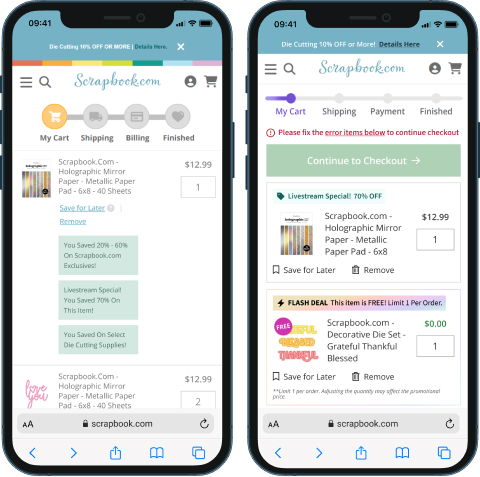 09:41
Die Cutting 10% OFF OR MORE | Details Here. ✕
Scrapbook.com
My Cart Shipping Billing Finished
Scrapbook.Com -
Holographic Mirror
Paper - Metallic Paper
Pad - 6x8 - 40 Sheets
$12.99
1
Save for Later ? |
Remove
You Saved 20% - 60%
On Scrapbook.com
Exclusives!
Livestream Special!
You Saved 70% On
This Item!
You Saved On Select
Die Cutting Supplies!
love
you
Scrapbook.Com -
Holographic Mirror
Paper - Metallic Paper
Pad - 6x8 - 40 Sheets
$12.99
2
AA scrapbook.com
09:41
Die Cutting 10% OFF or More! Details Here ✕
Scrapbook.com
My Cart Shipping Payment Finished
Please fix the error items below to continue checkout
Continue to Checkout →
Livestream Special! 70% OFF
holographic
Scrapbook.com -
Holographic Mirror
Paper - Metallic
Paper Pad - 6x8
$12.99
1
Save for Later Remove
FLASH DEAL This item is FREE! Limit 1 Per Order.
FREE
BLESSED
THANKFUL
Scrapbook.com -
Decorative Die Set -
Grateful Thankful
Blessed
$0.00
1
Save for Later Remove
**Limit 1 per order. Adjusting the quantity may affect the promotional
price.
AA scrapbook.com